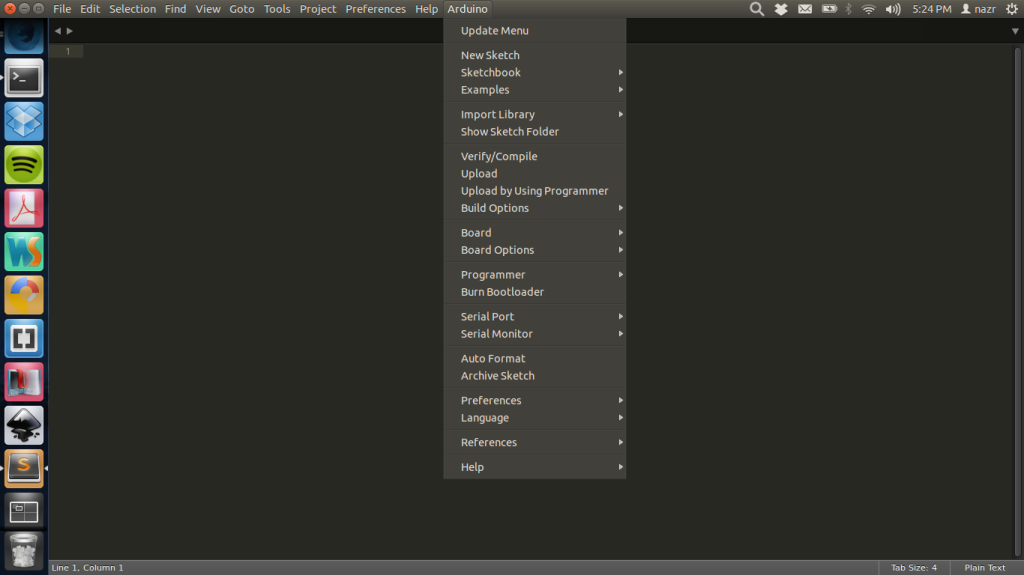 File Edit Selection Find View Goto Tools Project Preferences Help Arduino 5:24 PM nazr
Update Menu
1
New Sketch
Sketchbook
Examples
Import Library
Show Sketch Folder
Verify/Compile
Upload
Upload by Using Programmer
Build Options
Board
Board Options
Programmer
Burn Bootloader
Serial Port
Serial Monitor
Auto Format
Archive Sketch
Preferences
Language
References
Help
Line 1, Column 1 Tab Size: 4 Plain Text